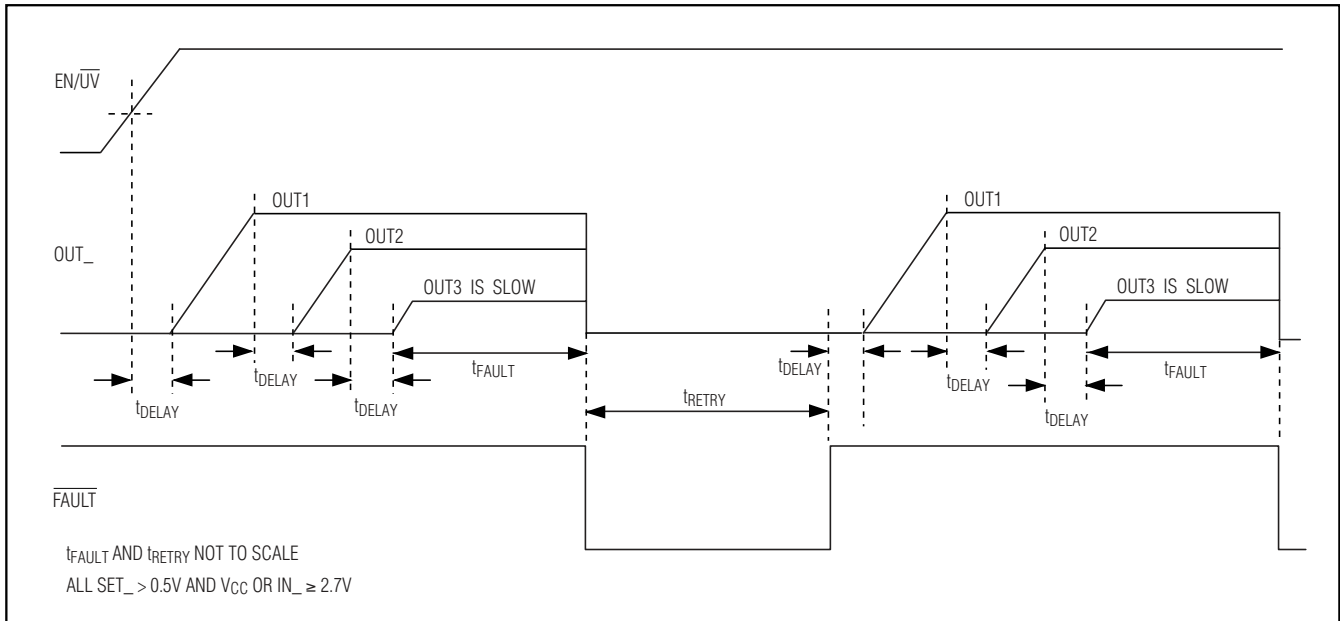 EN/UV
OUT1
OUT1
OUT2
OUT2
OUT_
OUT3 IS SLOW
OUT3 IS SLOW
tDELAY
tFAULT
tDELAY
tFAULT
tDELAY
tDELAY
tRETRY
tDELAY
FAULT
tFAULT AND tRETRY NOT TO SCALE
ALL SET_ > 0.5V AND VCC OR IN_ ≥ 2.7V